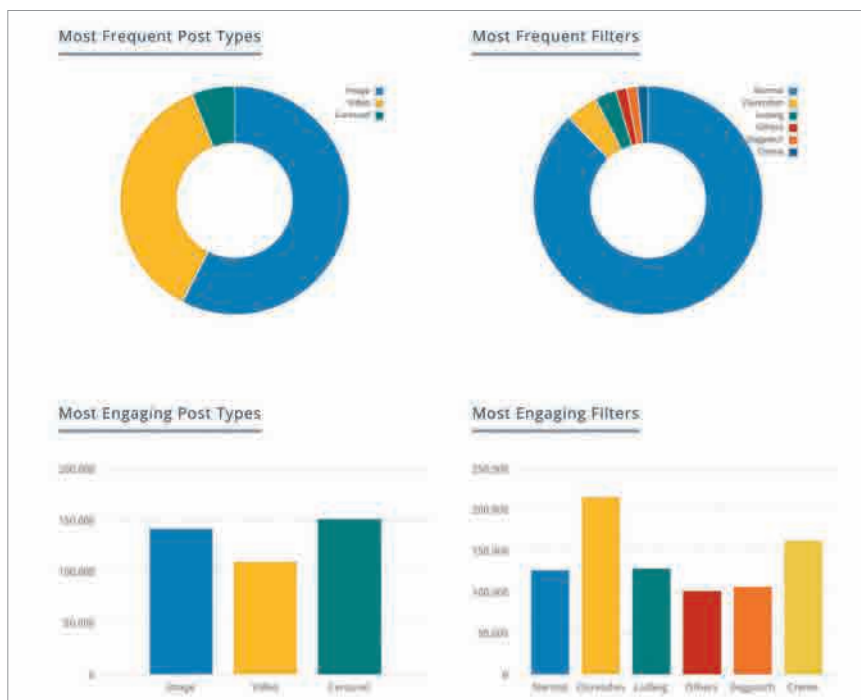 Most Frequent Post Types
Image
Video
Carousel
Most Frequent Filters
Normal
Clarendon
Ludwig
Others
Crema
Most Engaging Post Types
200,000
150,000
100,000
50,000
0
Image
Video
Carousel
Most Engaging Filters
250,000
200,000
150,000
100,000
50,000
0
Normal
Clarendon
Ludwig
Others
Crema